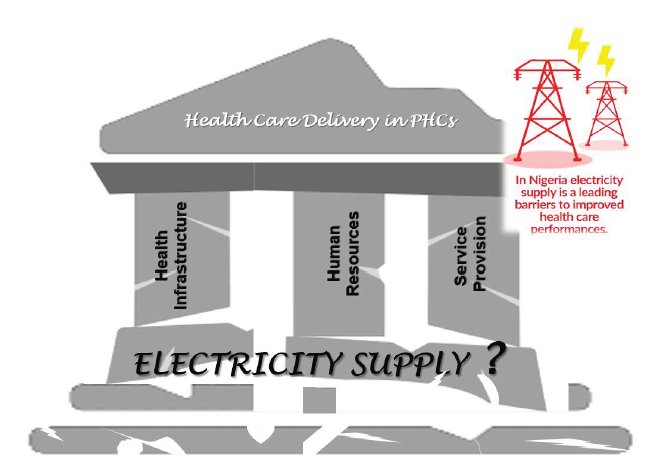 Health Care Delivery in PHCs
In Nigeria electricity
supply is a leading
barriers to improved
health care
performances.
Health
Infrastructure
Human
Resources
Service
Provision
ELECTRICITY SUPPLY ?